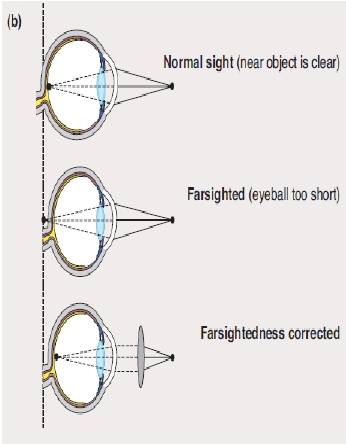 (b)
Normal sight (near object is clear)
Farsighted (eyeball too short)
Farsightedness corrected